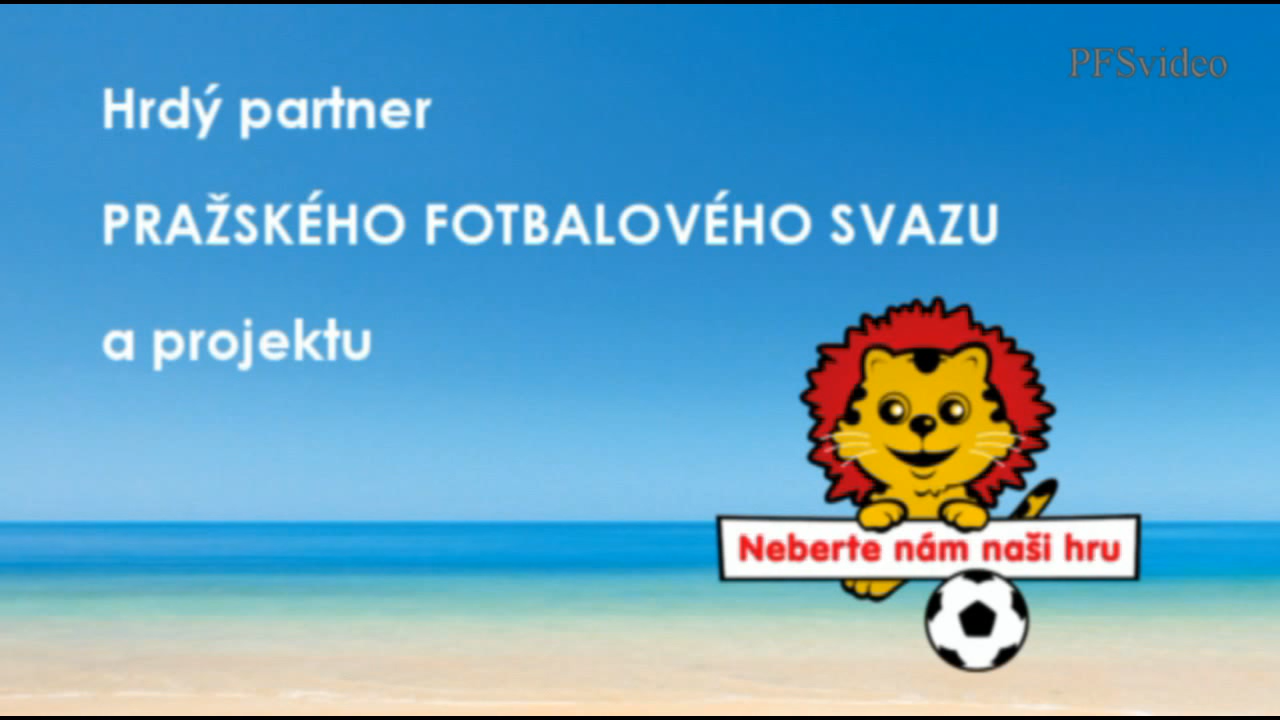 PFSvideo
Hrdý partner
PRAŽSKÉHO FOTBALOVÉHO SVAZU
a projektu
Neberte nám naši hru